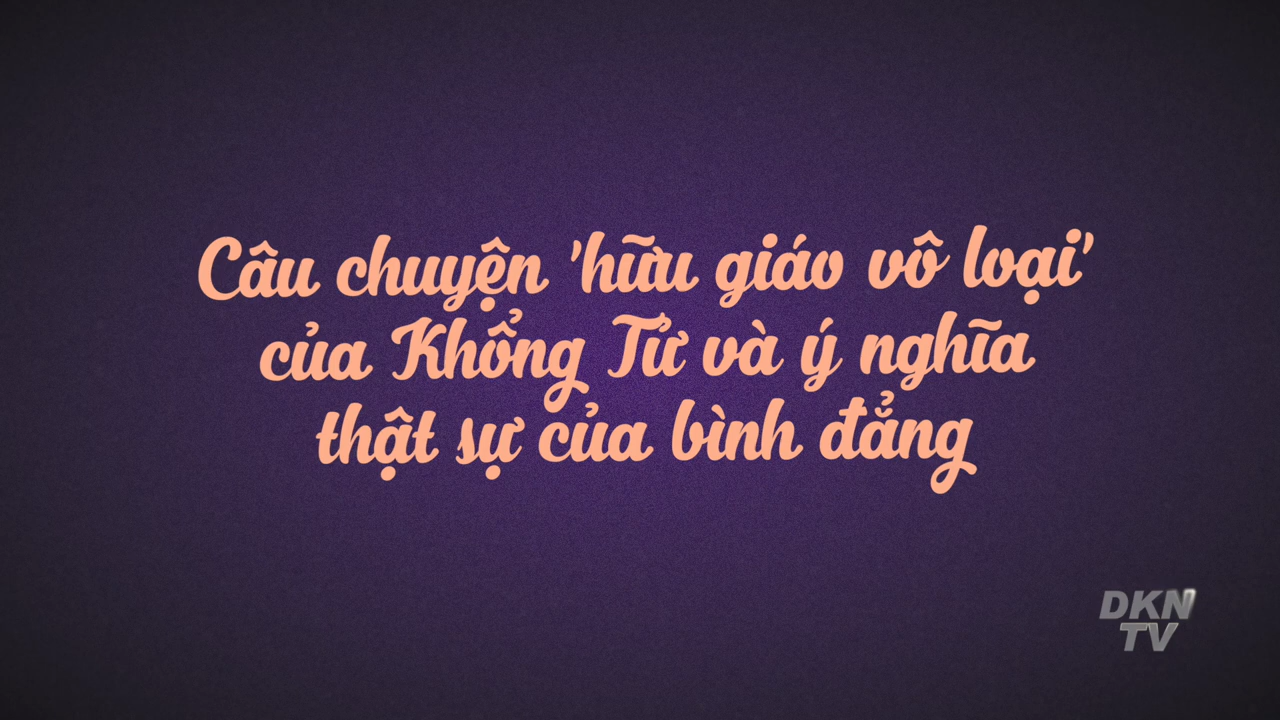 Câu chuyện 'hữu giáo vô loại'
của Khổng Tử và ý nghĩa
thật sự của bình đẳng
DKN
TV